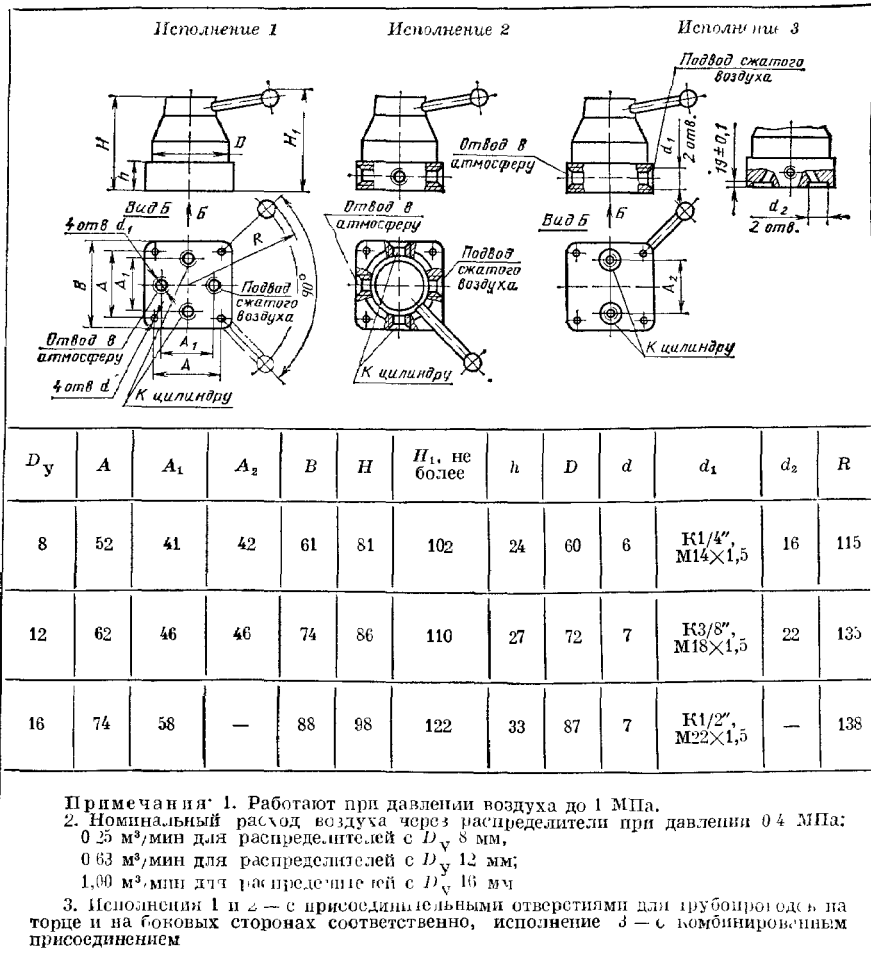 Исполнение 1 Исполнение 2 Исполнение 3
Подвод сжатого
воздуха
H
D
H₁
h
Отвод в
атмосферу
d₁
2 отв.
19±0,1
d₂
2 отв.
Вид Б
Б
4 отв d₁
R
90°
B
A
A₁
Подвод
сжатого
воздуха
Отвод в
атмосферу
A₁
A
4 отв d
К цилиндру
Отвод в
атмосферу
Подвод
сжатого
воздуха
К цилиндру
Вид Б
Б
A₂
К цилиндру
Dу A A₁ A₂ B H H₁, не более h D d d₁ d₂ R
8 52 41 42 61 81 102 24 60 6 К1/4″, М14×1,5 16 115
12 62 46 46 74 86 110 27 72 7 К3/8″, М18×1,5 22 135
16 74 58 — 88 98 122 33 87 7 К1/2″, М22×1,5 — 138
Примечания: 1. Работают при давлении воздуха до 1 МПа.
2. Номинальный расход воздуха через распределители при давлении 0 4 МПа:
0 25 м³/мин для распределителей с Dу 8 мм,
0 63 м³/мин для распределителей с Dу 12 мм;
1,00 м³/мин для распределителей с Dу 16 мм
3. Исполнения 1 и 2 — с присоединительными отверстиями для трубопроводов на
торце и на боковых сторонах соответственно, исполнение 3 — с комбинированным
присоединением